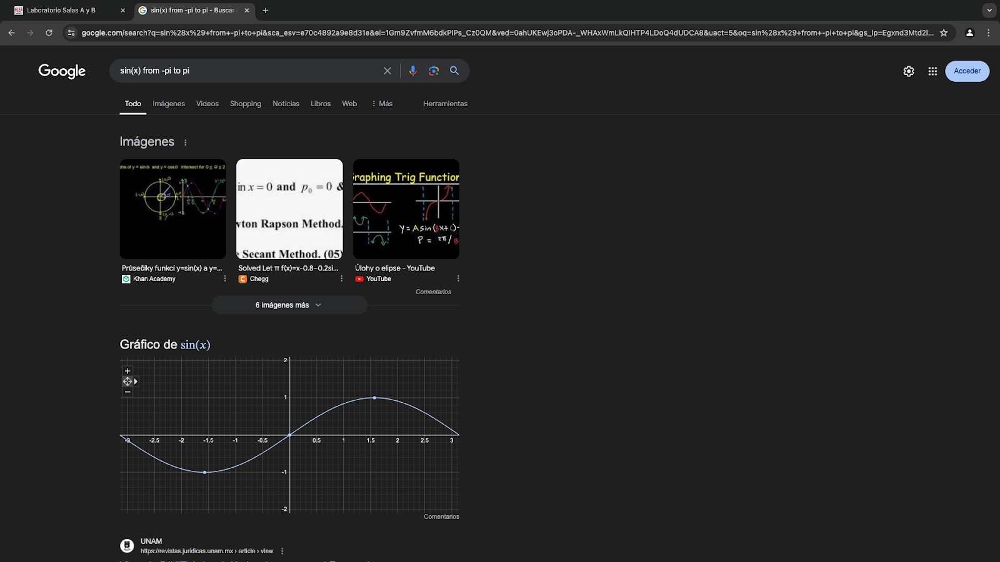 Laboratorio Salas A y B
sin(x) from -pi to pi - Buscar
google.com/search?q=sin%28x%29+from+-pi+to+pi&sca_esv=e70c4892a9e8d31e&ei=1Gm9ZvfmM6bdkPIPs_Cz0QM&ved=0ahUKEwj3oPDA-_WHAxWmLkQIHTP4LDoQ4dUDCA8&uact=5&oq=sin%28x%29+from+-pi+to+pi&gs_lp=Egxnd3Mtd2l...
Google
sin(x) from -pi to pi
Acceder
Todo
Imágenes
Videos
Shopping
Noticias
Libros
Web
Más
Herramientas
Imágenes
phs of y = sin θ and y = cos θ intersect for 0 ≤ θ ≤ 2
in x = 0 and p₀ = 0 &
wton Rapson Method.
e Secant Method. (05)
Graphing Trig Function
y = A sin(Bx+C)-
P = 2π/B
Průsečíky funkcí y=sin(x) a y=...
Khan Academy
Solved Let π f(x)=x-0.8-0.2si...
Chegg
Úlohy o elipse - YouTube
YouTube
Comentarios
6 imágenes más
Gráfico de sin(x)
2
1
-3 -2.5 -2 -1.5 -1 -0.5 0.5 1 1.5 2 2.5 3
-1
-2
Comentarios
UNAM
https://revistas.juridicas.unam.mx › article › view